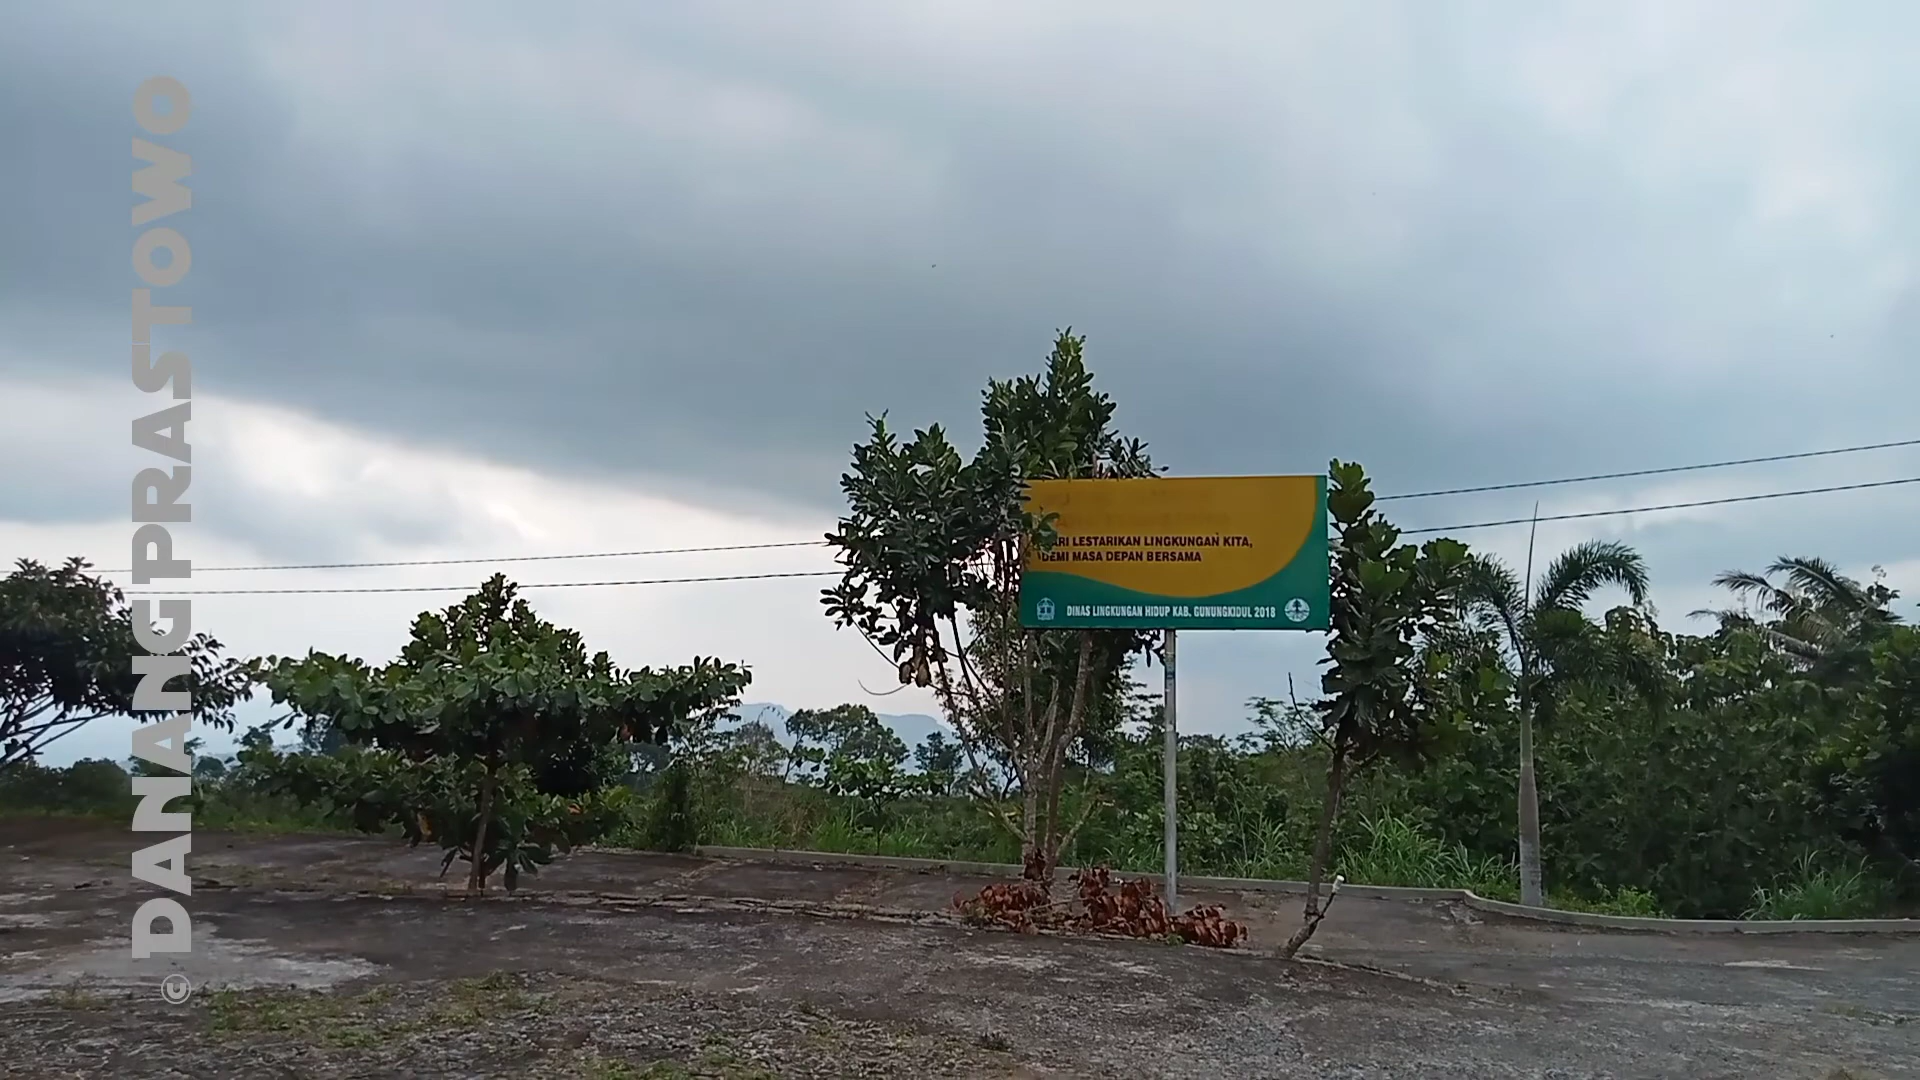 © DANANGPRASTOWO
ARI LESTARIKAN LINGKUNGAN KITA,
DEMI MASA DEPAN BERSAMA
DINAS LINGKUNGAN HIDUP KAB. GUNUNGKIDUL 2018